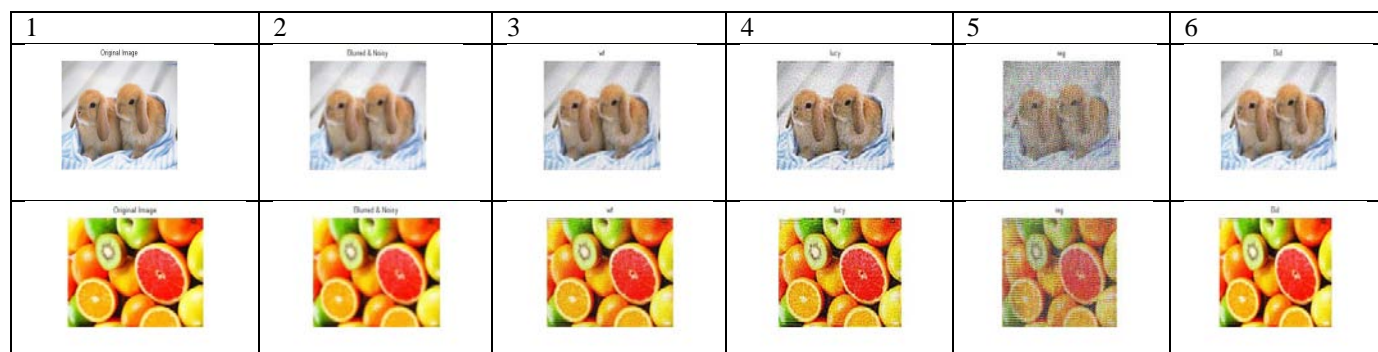 1 2 3 4 5 6
Original Image Blurred & Noisy wf lucy reg Bid
Original Image Blurred & Noisy wf lucy reg Bid